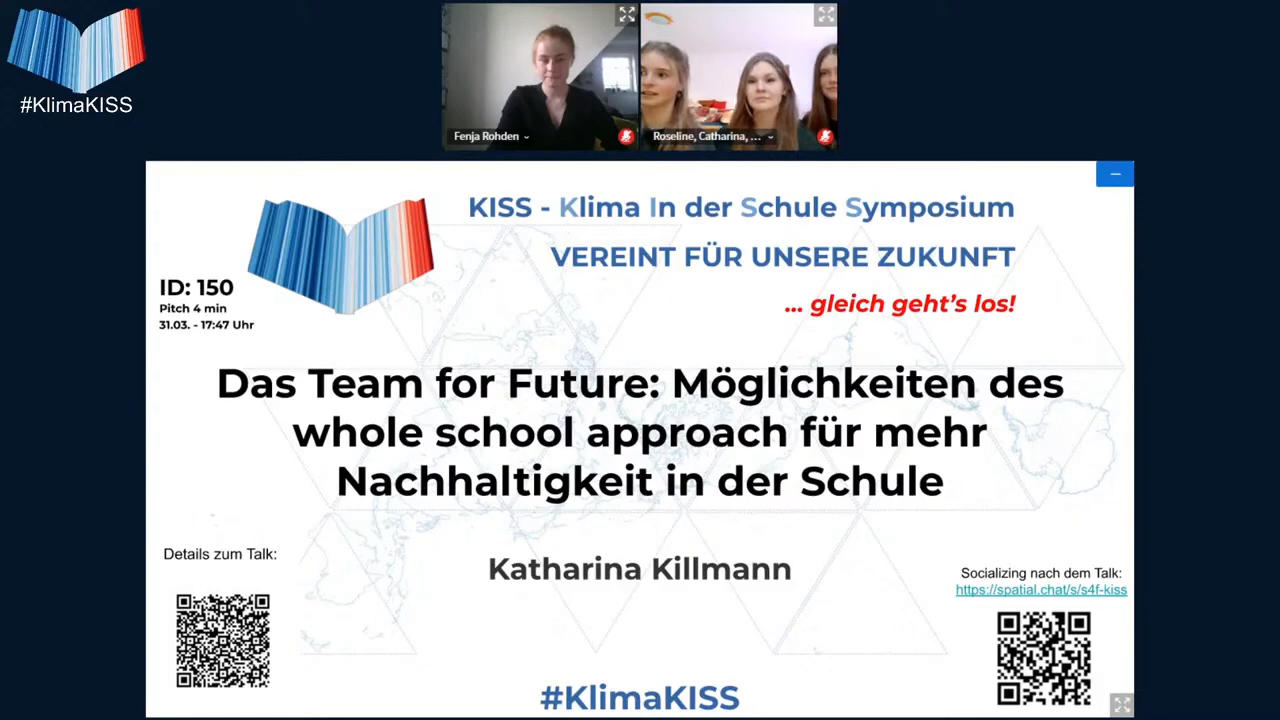 #KlimaKISS
Fenja Rohden
Roseline, Catharina, ...
KISS - Klima In der Schule Symposium
VEREINT FÜR UNSERE ZUKUNFT
... gleich geht's los!
ID: 150
Pitch 4 min
31.03. - 17:47 Uhr
Das Team for Future: Möglichkeiten des
whole school approach für mehr
Nachhaltigkeit in der Schule
Katharina Killmann
Details zum Talk:
Socializing nach dem Talk:
https://spatial.chat/s/s4f-kiss
#KlimaKISS